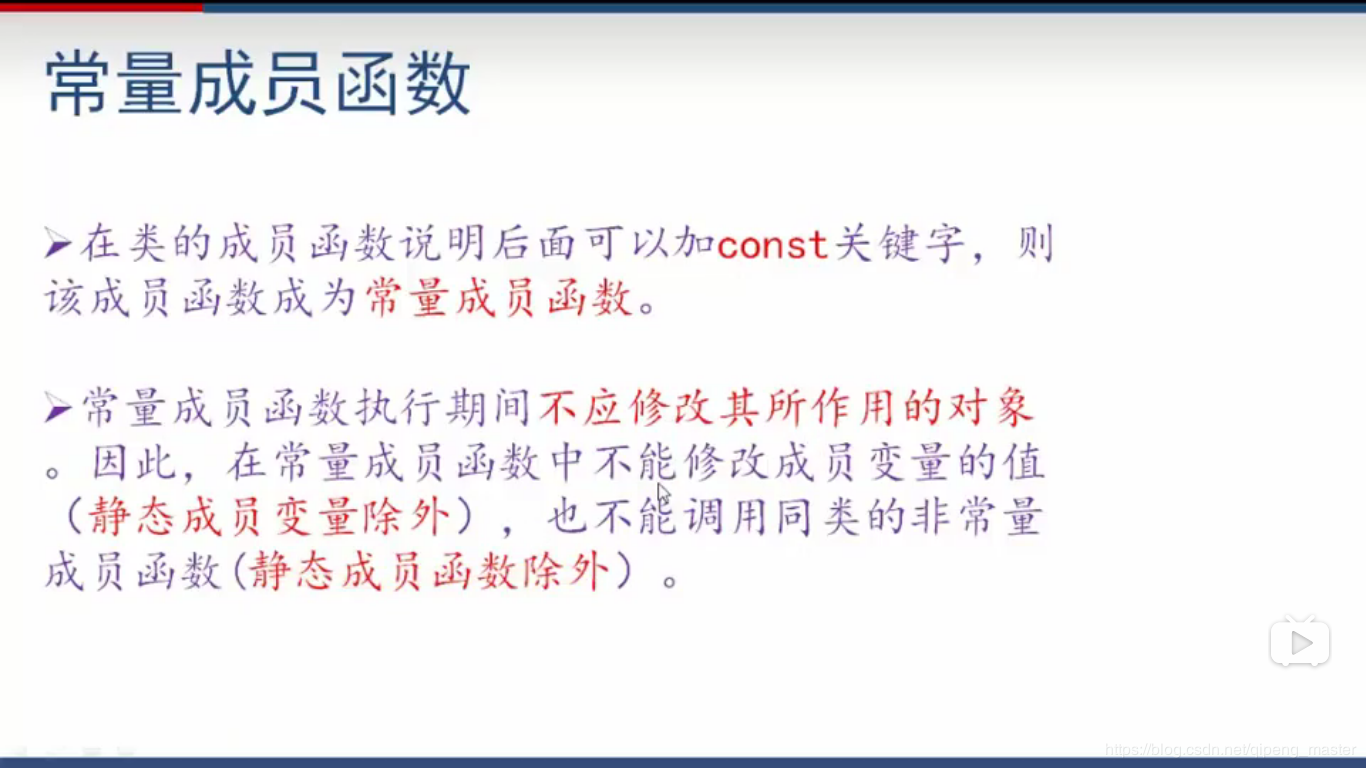 常量成员函数
➢在类的成员函数说明后面可以加const关键字，则
该成员函数成为常量成员函数。
➢常量成员函数执行期间不应修改其所作用的对象
。因此，在常量成员函数中不能修改成员变量的值
（静态成员变量除外），也不能调用同类的非常量
成员函数(静态成员函数除外）。
https://blog.csdn.net/qipeng_master